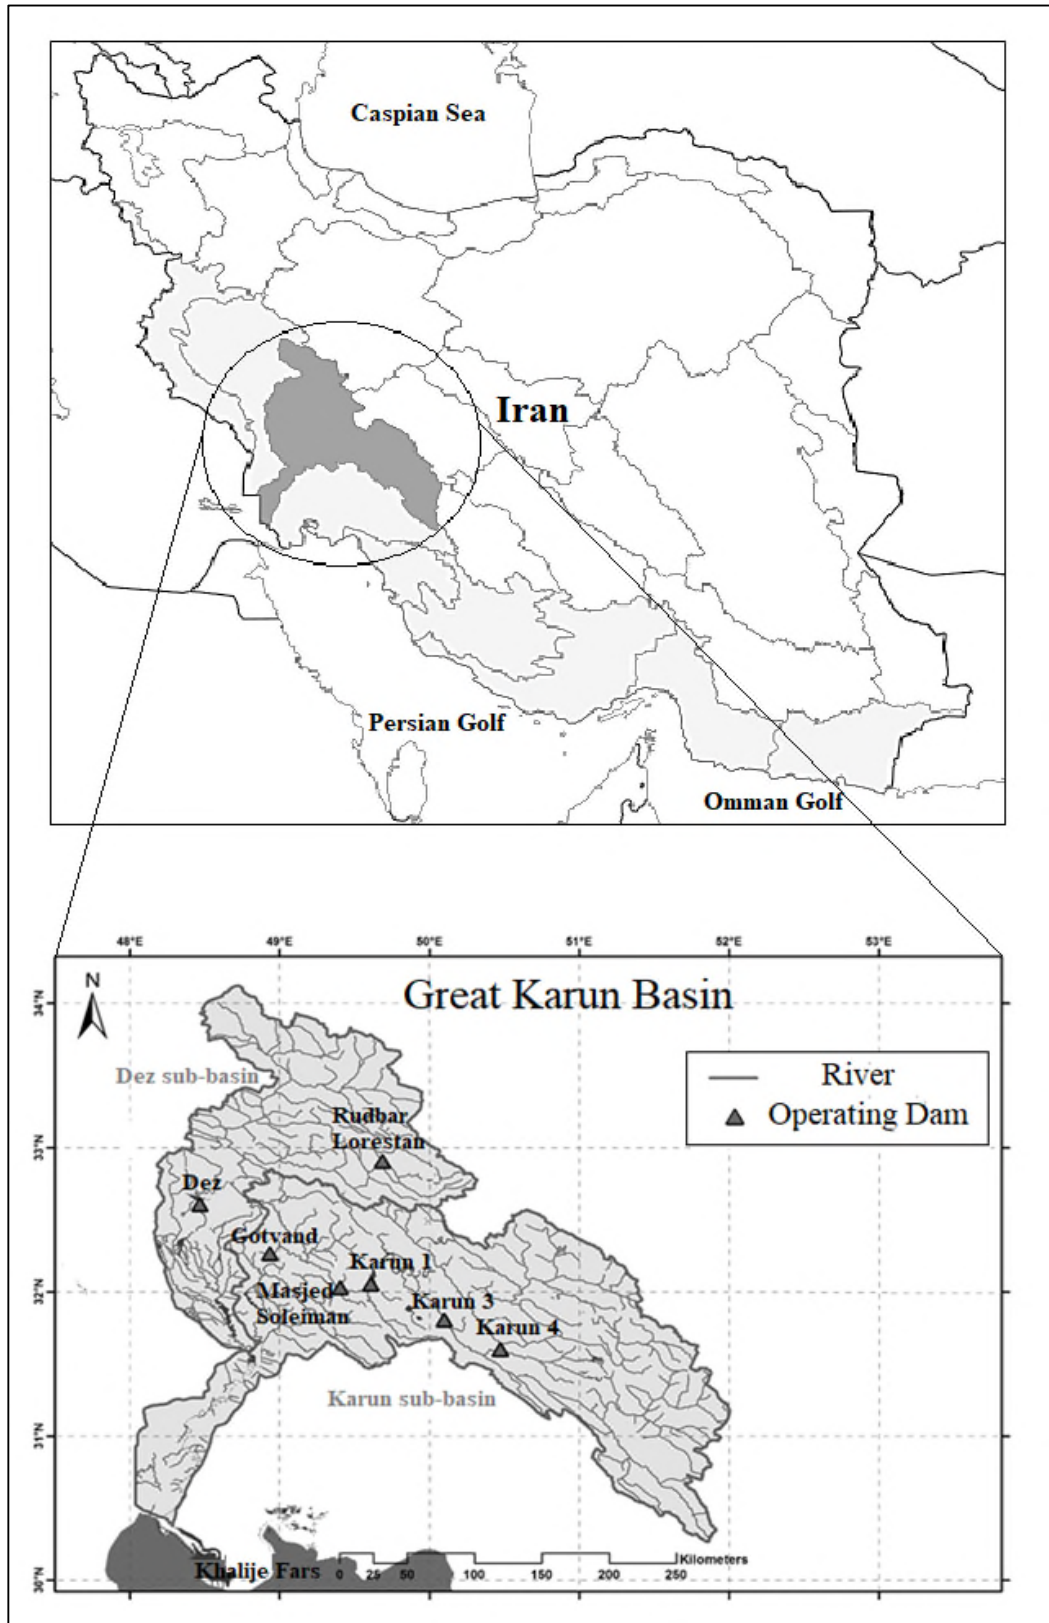 Caspian Sea
Iran
Persian Golf
Omman Golf
48°E 49°E 50°E 51°E 52°E 53°E
N
Great Karun Basin
34°N
Dez sub-basin
River
Operating Dam
Rudbar
Lorestan
33°N
Dez
Gotvand
Karun 1
32°N
Masjed
Soleiman
Karun 3
Karun 4
Karun sub-basin
31°N
Khalije Fars
0 25 50 100 150 200 250
Kilometers
30°N